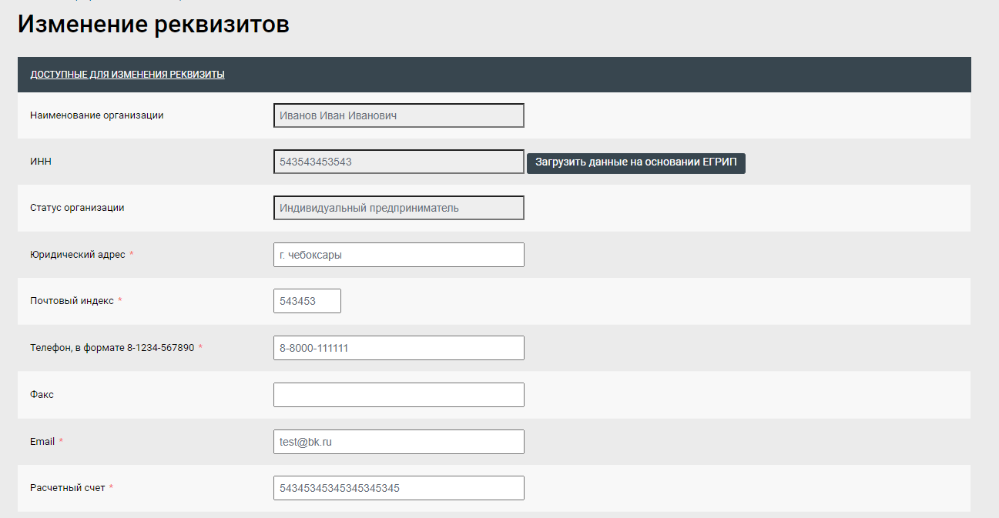 Изменение реквизитов
ДОСТУПНЫЕ ДЛЯ ИЗМЕНЕНИЯ РЕКВИЗИТЫ
Наименование организации Иванов Иван Иванович
ИНН 543543453543 Загрузить данные на основании ЕГРИП
Статус организации Индивидуальный предприниматель
Юридический адрес * г. чебоксары
Почтовый индекс * 543453
Телефон, в формате 8-1234-567890 * 8-8000-111111
Факс
Email * test@bk.ru
Расчетный счет * 54345345345345345345